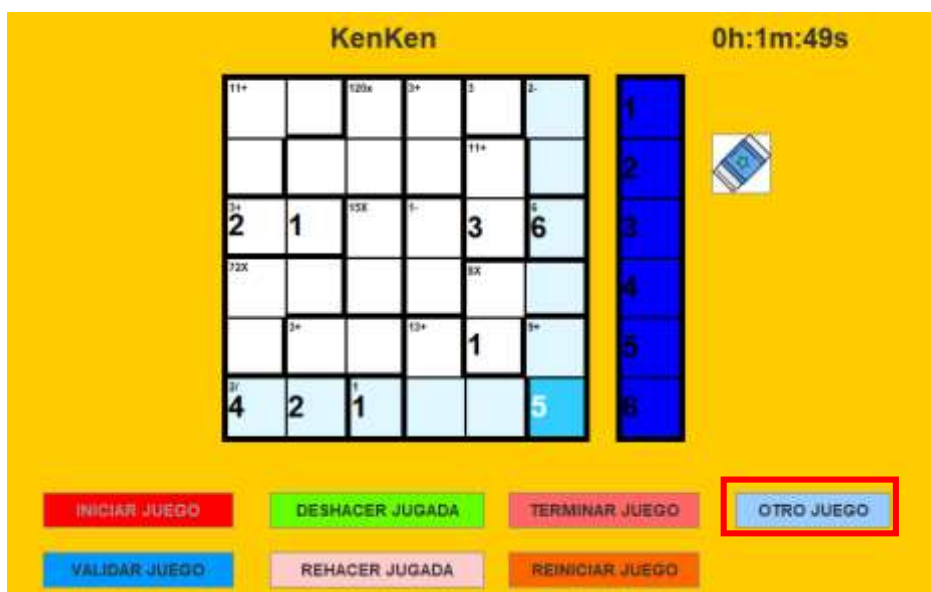 KenKen 0h:1m:49s
11+ 120x 3+ 3 2- 1
11+ 2
3+ 15X 1- 6
2 1 3 6 3
72X 8X 4
3+ 13+ 9+
1 5
2/ 1
4 2 1 5 6
INICIAR JUEGO DESHACER JUGADA TERMINAR JUEGO OTRO JUEGO
VALIDAR JUEGO REHACER JUGADA REINICIAR JUEGO